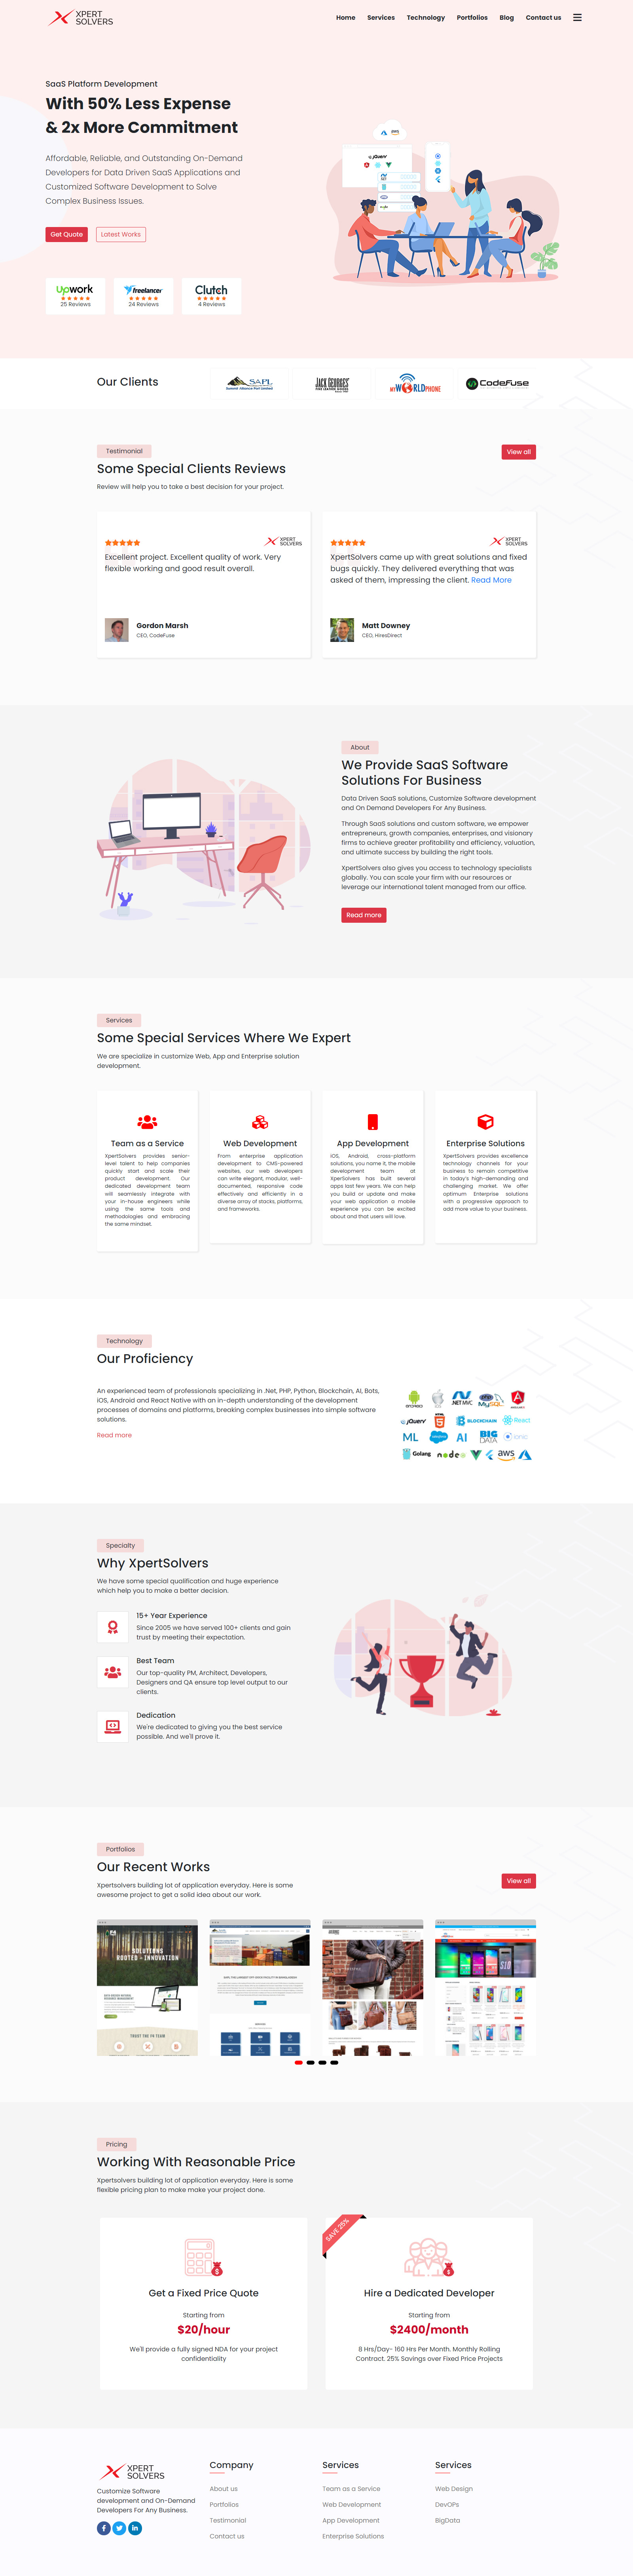 XPERT
SOLVERS
Home Services Technology Portfolios Blog Contact us
SaaS Platform Development
With 50% Less Expense
& 2x More Commitment
Affordable, Reliable, and Outstanding On-Demand
Developers for Data Driven SaaS Applications and
Customized Software Development to Solve
Complex Business Issues.
Get Quote Latest Works
aws
jQuery
Upwork
25 Reviews
freelancer
24 Reviews
Clutch
4 Reviews
Our Clients
SAPL
Summit Alliance Port Limited
JACK GEORGES
MY WORLD PHONE
CodeFuse
Testimonial
View all
Some Special Clients Reviews
Review will help you to take a best decision for your project.
XPERT
SOLVERS
Excellent project. Excellent quality of work. Very
flexible working and good result overall.
Gordon Marsh
CEO, CodeFuse
XPERT
SOLVERS
XpertSolvers came up with great solutions and fixed
bugs quickly. They delivered everything that was
asked of them, impressing the client. Read More
Matt Downey
CEO, HiresDirect
About
We Provide SaaS Software
Solutions For Business
Data Driven SaaS solutions, Customize Software development
and On Demand Developers For Any Business.
Through SaaS solutions and custom software, we empower
entrepreneurs, growth companies, enterprises, and visionary
firms to achieve greater profitability and efficiency, valuation,
and ultimate success by building the right tools.
XpertSolvers also gives you access to technology specialists
globally. You can scale your firm with our resources or
leverage our international talent managed from our office.
Read more
Services
Some Special Services Where We Expert
We are specialize in customize Web, App and Enterprise solution
development.
Team as a Service
XpertSolvers provides senior-
level talent to help companies
quickly start and scale their
product development. Our
dedicated development team
will seamlessly integrate with
your in-house engineers while
using the same tools and
methodologies and embracing
the same mindset.
Web Development
From enterprise application
development to CMS-powered
websites, our web developers
can write elegant, modular, well-
documented, responsive code
effectively and efficiently in a
diverse array of stacks, platforms,
and frameworks.
App Development
iOS, Android, cross-platform
solutions, you name it, the mobile
development team at
XperSolvers has built several
apps last few years. We can help
you build or update and make
your web application a mobile
experience you can be excited
about and that users will love.
Enterprise Solutions
XpertSolvers provides excellence
technology channels for your
business to remain competitive
in today's high-demanding and
challenging market. We offer
optimum Enterprise solutions
with a progressive approach to
add more value to your business.
Technology
Our Proficiency
An experienced team of professionals specializing in .Net, PHP, Python, Blockchain, AI, Bots,
iOS, Android and React Native with an in-depth understanding of the development
processes of domains and platforms, breaking complex businesses into simple software
solutions.
Read more
ANDROID iOS .NET MVC php MySQL ANGULARJS
jQuery HTML 5 BLOCKCHAIN React
ML salesforce AI BIG DATA IONIC
Golang node aws
Specialty
Why XpertSolvers
We have some special qualification and huge experience
which help you to make a better decision.
15+ Year Experience
Since 2005 we have served 100+ clients and gain
trust by meeting their expectation.
Best Team
Our top-quality PM, Architect, Developers,
Designers and QA ensure top level output to our
clients.
Dedication
We're dedicated to giving you the best service
possible. And we'll prove it.
Portfolios
Our Recent Works
View all
Xpertsolvers building lot of application everyday. Here is some
awesome project to get a solid idea about our work.
SOLUTIONS
ROOTED in INNOVATION
TRUST THE F4 TEAM
Pricing
Working With Reasonable Price
Xpertsolvers building lot of application everyday. Here is some
flexible pricing plan to make make your project done.
Get a Fixed Price Quote
Starting from
$20/hour
We'll provide a fully signed NDA for your project
confidentiality
SAVE 25%
Hire a Dedicated Developer
Starting from
$2400/month
8 Hrs/Day- 160 Hrs Per Month. Monthly Rolling
Contract. 25% Savings over Fixed Price Projects
XPERT
SOLVERS
Customize Software
development and On-Demand
Developers For Any Business.
Company
About us
Portfolios
Testimonial
Contact us
Services
Team as a Service
Web Development
App Development
Enterprise Solutions
Services
Web Design
DevOPs
BigData